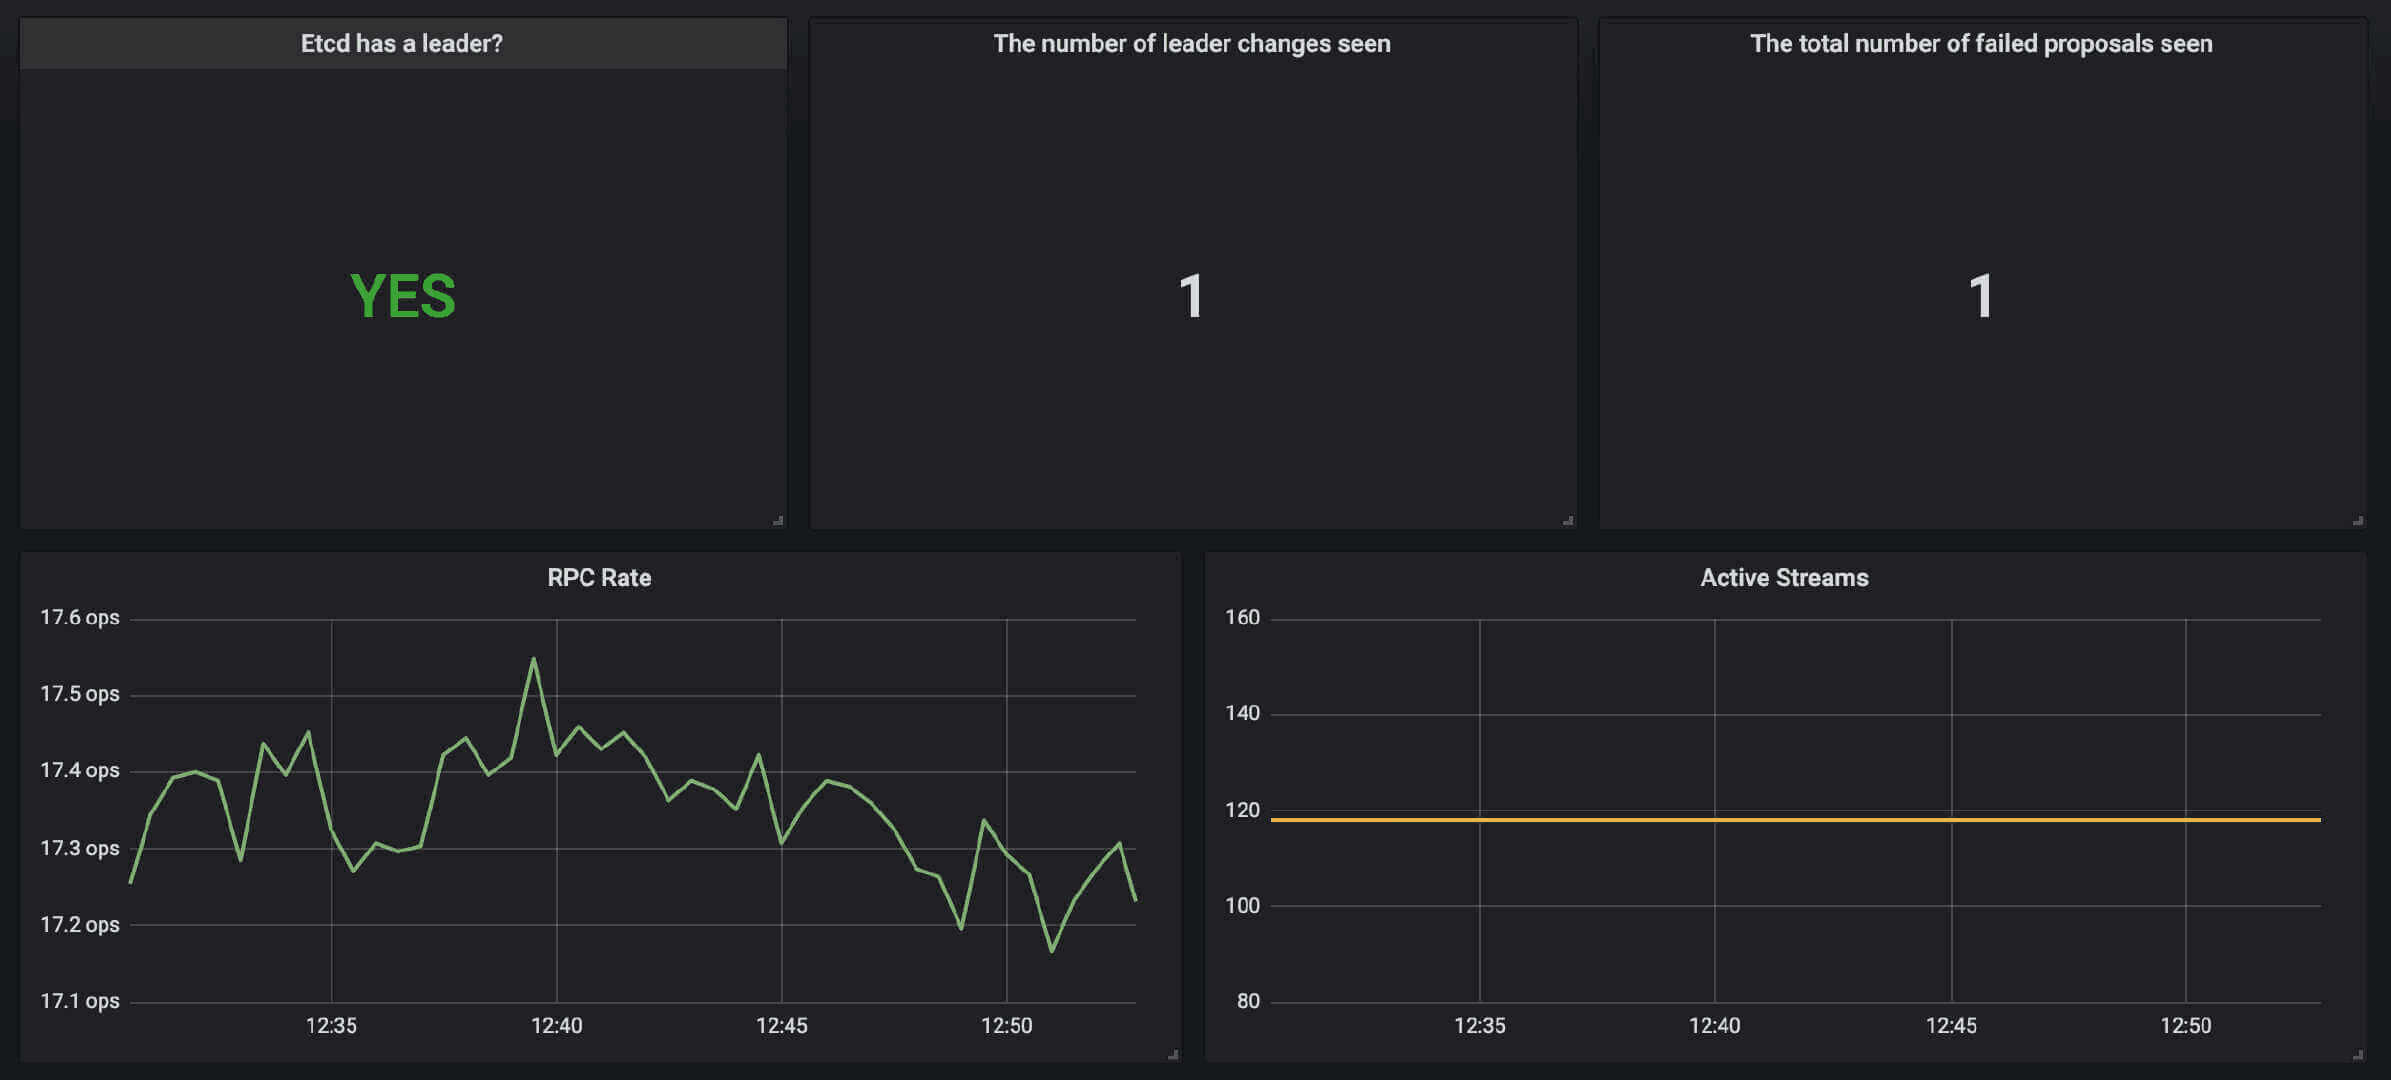 Etcd has a leader?
YES
The number of leader changes seen
1
The total number of failed proposals seen
1
RPC Rate
17.6 ops
17.5 ops
17.4 ops
17.3 ops
17.2 ops
17.1 ops
12:35 12:40 12:45 12:50
Active Streams
160
140
120
100
80
12:35 12:40 12:45 12:50